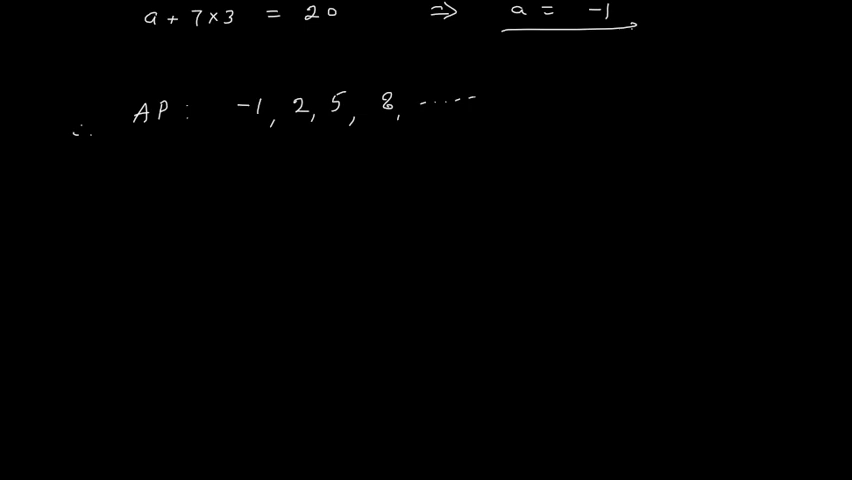 a + 7×3 = 20 ⇒ a = -1
∴ AP : -1, 2, 5, 8, ------